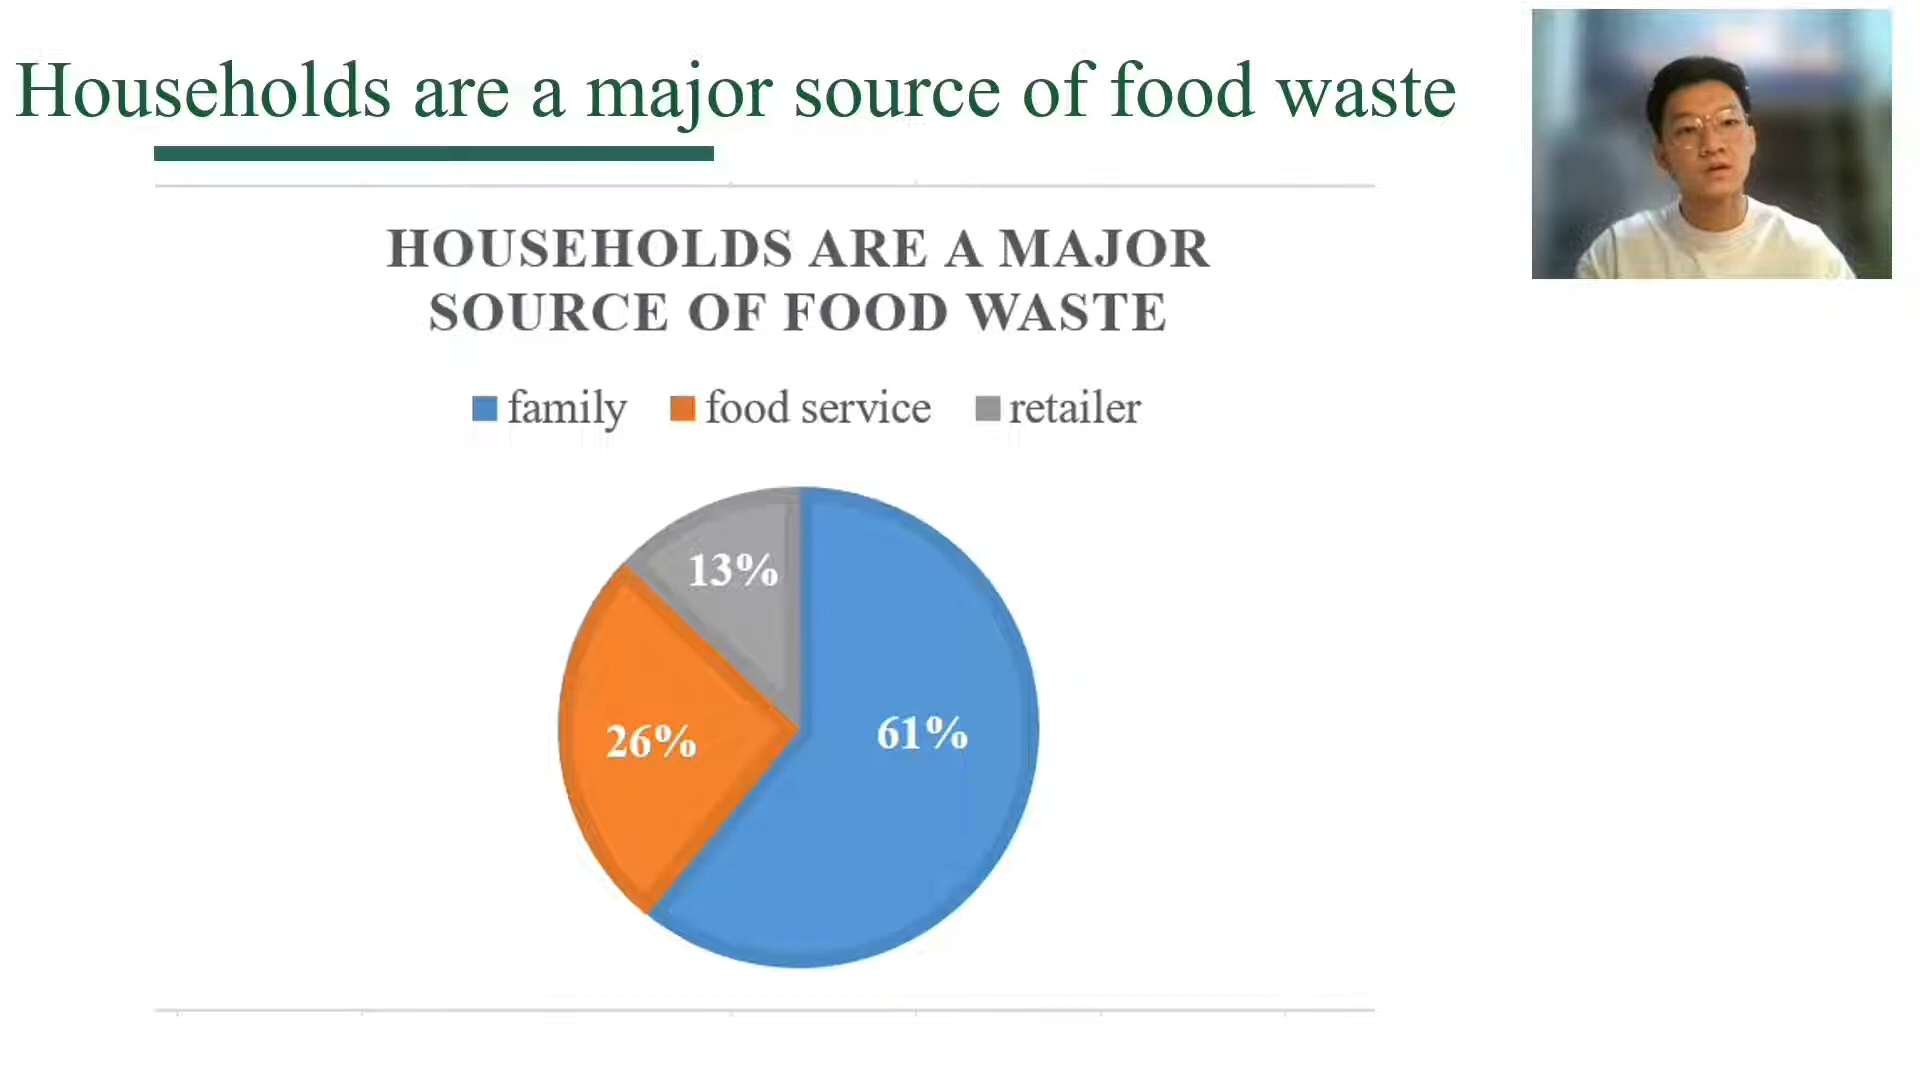 Households are a major source of food waste
HOUSEHOLDS ARE A MAJOR
SOURCE OF FOOD WASTE
family food service retailer
13%
26%
61%